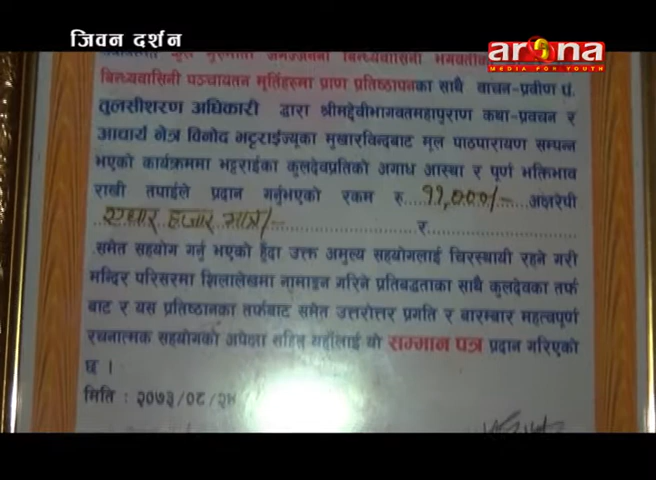 जिवन दर्शन
arena
MEDIA FOR YOUTH
बिन्ध्यवासिनी
बिन्ध्यवासिनी पञ्चायतन मूर्तिहरुमा प्राण प्रतिष्ठापनका साथै वाचन-प्रवीण पं.
तुलसीशरण अधिकारी द्वारा श्रीमद्देवीभागवतमहापुराण कथा-प्रवचन र
आचार्य नेत्र विनोद भट्टराईज्यूका मुखारविन्दबाट मूल पाठपारायण सम्पन्न
भएको कार्यक्रममा भट्टराईका कुलदेवप्रतिको अगाध आस्था र पूर्ण भक्तिभाव
राखी तपाईले प्रदान गर्नुभएको रकम रु ११,०००/- अक्षरेपी
एघार हजार मात्र/- र
समेत सहयोग गर्नु भएको हुँदा उक्त अमुल्य सहयोगलाई चिरस्थायी रहने गरी
मन्दिर परिसरमा शिलालेखमा नामाङ्कन गरिने प्रतिबद्धताका साथै कुलदेवका तर्फ
बाट र यस प्रतिष्ठानका तर्फबाट समेत उत्तरोत्तर प्रगति र बारम्बार महत्वपूर्ण
रचनात्मक सहयोगको अपेक्षा सहित यहाँलाई यो सम्मान पत्र प्रदान गरिएको
छ ।
मिति : २०७३/०८/२५